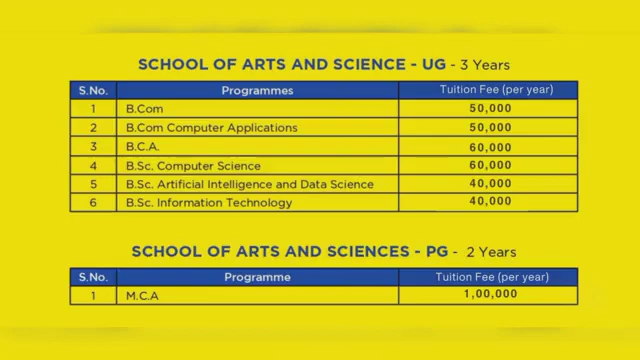 SCHOOL OF ARTS AND SCIENCE - UG - 3 Years
S.No. Programmes Tuition Fee (per year)
1 B.Com 50,000
2 B.Com Computer Applications 50,000
3 B.C.A. 60,000
4 B.Sc. Computer Science 60,000
5 B.Sc. Artificial Intelligence and Data Science 40,000
6 B.Sc. Information Technology 40,000
SCHOOL OF ARTS AND SCIENCES - PG - 2 Years
S.No. Programme Tuition Fee (per year)
1 M.C.A 1,00,000